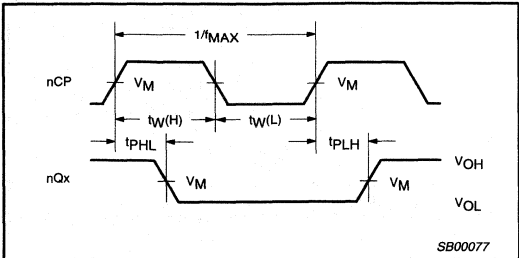 1/fMAX
nCP
VM
VM
tW(H)
tW(L)
tPHL
tPLH
nQx
VM
VM
VOH
VOL
SB00077